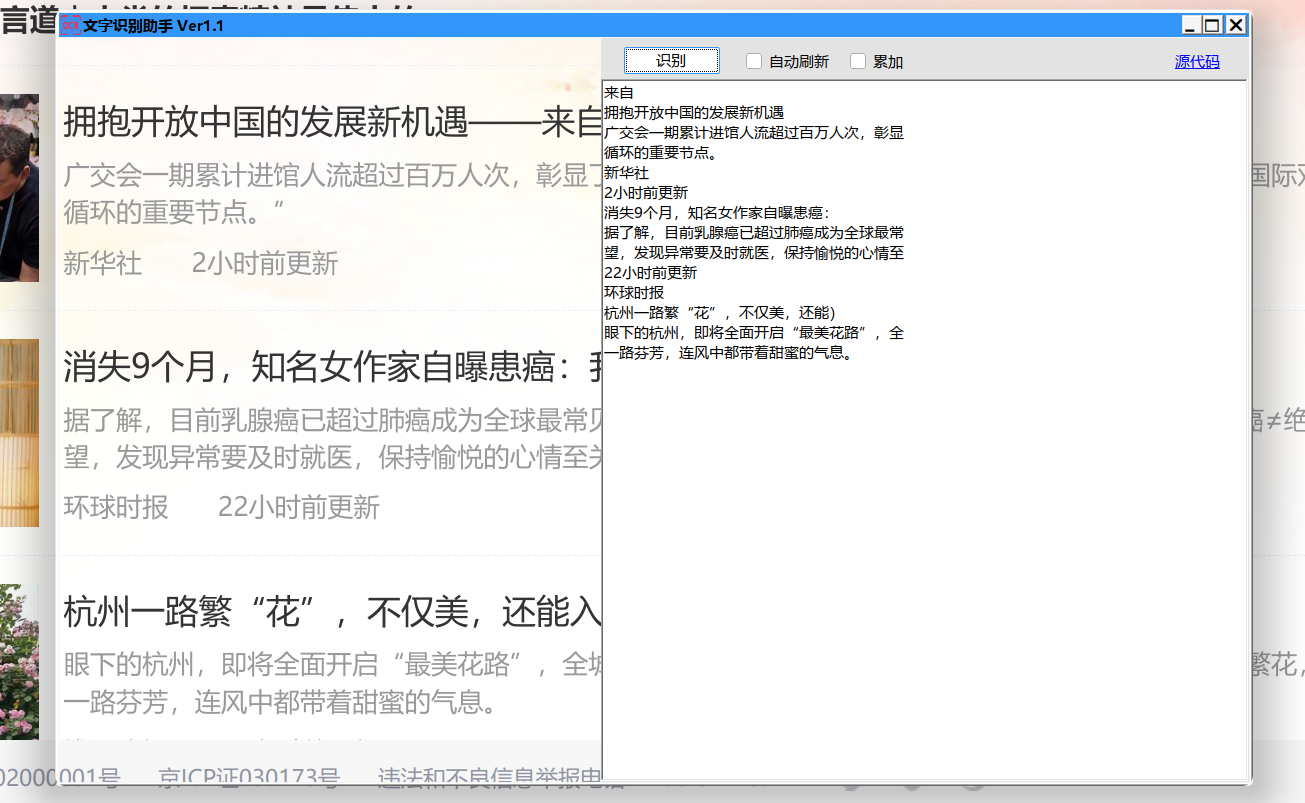 言道
OCR
文字识别助手 Ver1.1
拥抱开放中国的发展新机遇——来自
广交会一期累计进馆人流超过百万人次，彰显
国际
循环的重要节点。”
新华社 2小时前更新
消失9个月，知名女作家自曝患癌：
据了解，目前乳腺癌已超过肺癌成为全球最常
癌≠绝
望，发现异常要及时就医，保持愉悦的心情至
环球时报 22小时前更新
杭州一路繁“花”，不仅美，还能入
眼下的杭州，即将全面开启“最美花路”，全城
繁花，
一路芬芳，连风中都带着甜蜜的气息。
02000001号 京ICP证030173号 违法和不良信息举报电话
识别 自动刷新 累加 源代码
来自
拥抱开放中国的发展新机遇
广交会一期累计进馆人流超过百万人次，彰显
循环的重要节点。
新华社
2小时前更新
消失9个月，知名女作家自曝患癌：
据了解，目前乳腺癌已超过肺癌成为全球最常
望，发现异常要及时就医，保持愉悦的心情至
22小时前更新
环球时报
杭州一路繁“花”，不仅美，还能)
眼下的杭州，即将全面开启“最美花路”，全
一路芬芳，连风中都带着甜蜜的气息。